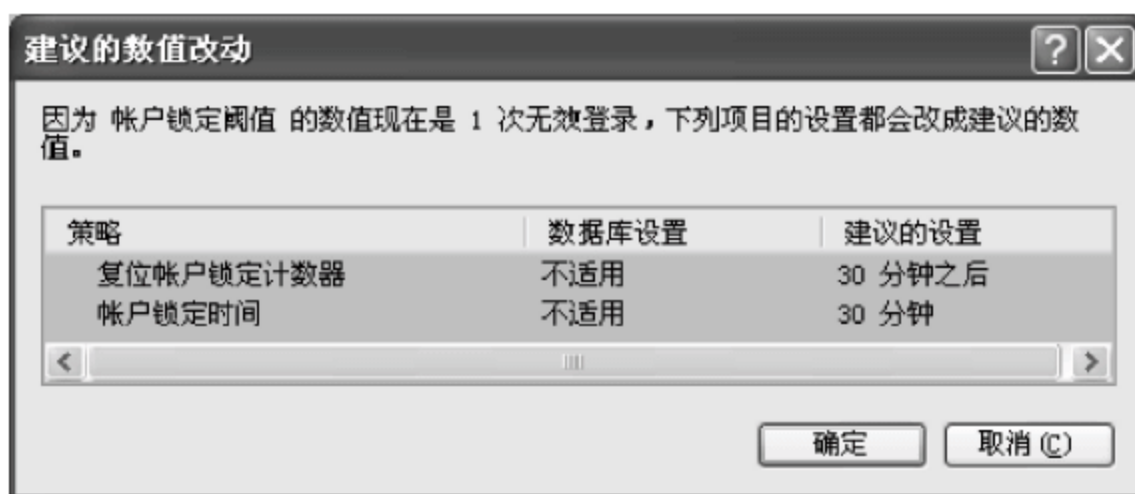 建议的数值改动
因为 帐户锁定阈值 的数值现在是 1 次无效登录，下列项目的设置都会改成建议的数
值。
策略 数据库设置 建议的设置
复位帐户锁定计数器 不适用 30 分钟之后
帐户锁定时间 不适用 30 分钟
确定 取消(C)